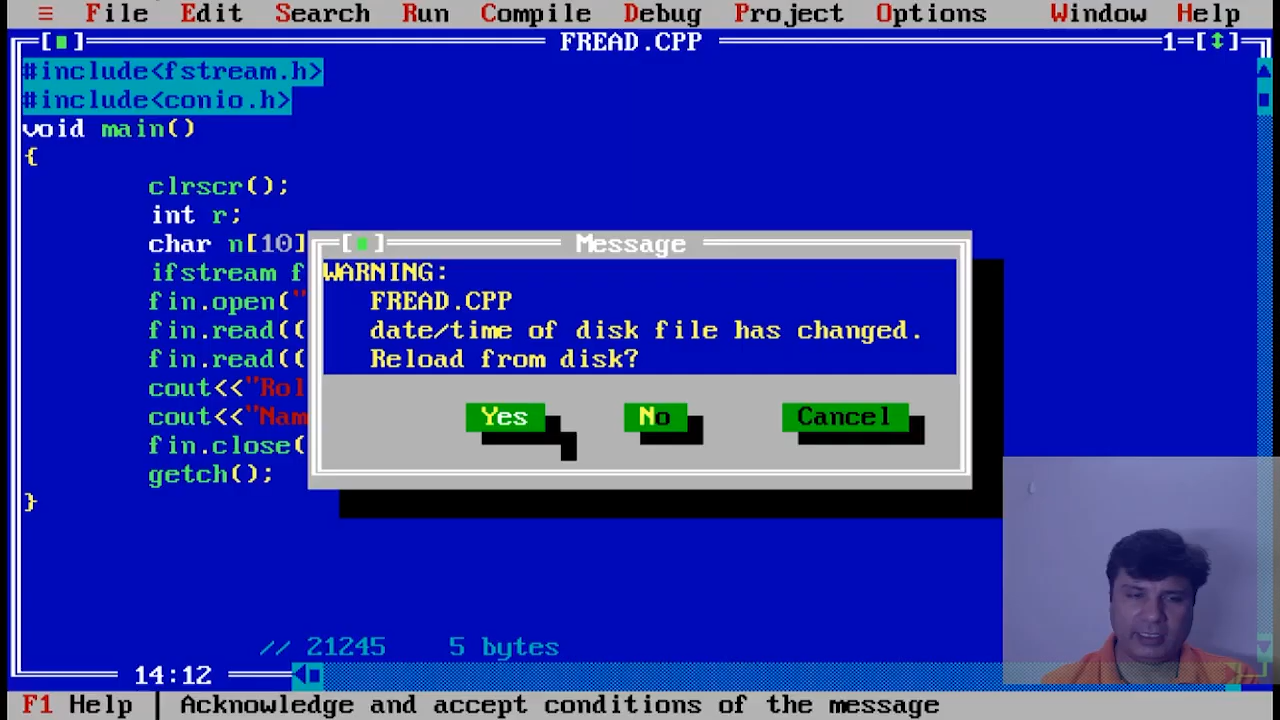 ≡ File Edit Search Run Compile Debug Project Options Window Help
[■] FREAD.CPP 1=[↕]
#include<fstream.h>
#include<conio.h>
void main()
{
clrscr();
int r;
char n[10]
ifstream f
fin.open("
fin.read((
fin.read((
cout<<"Rol
cout<<"Nam
fin.close(
getch();
}
[■] Message
WARNING:
FREAD.CPP
date/time of disk file has changed.
Reload from disk?
Yes No Cancel
// 21245 5 bytes
14:12
F1 Help | Acknowledge and accept conditions of the message